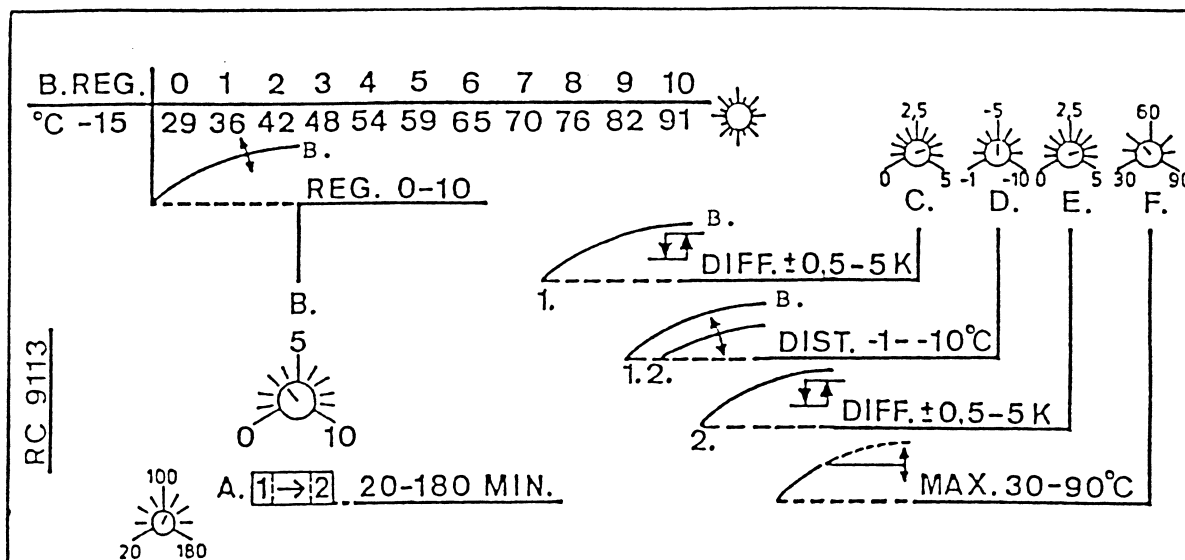 B.REG. 0 1 2 3 4 5 6 7 8 9 10
°C -15 29 36 42 48 54 59 65 70 76 82 91
B.
REG. 0-10
B.
5
0 10
RC 9113
A. 1→2 20-180 MIN.
100
20 180
2,5 -5 2,5 60
0 5 -1 -10 0 5 30 90
C. D. E. F.
B.
DIFF. ±0,5-5 K
1.
B.
DIST. -1--10°C
1.2.
DIFF. ±0,5-5 K
2.
MAX. 30-90°C